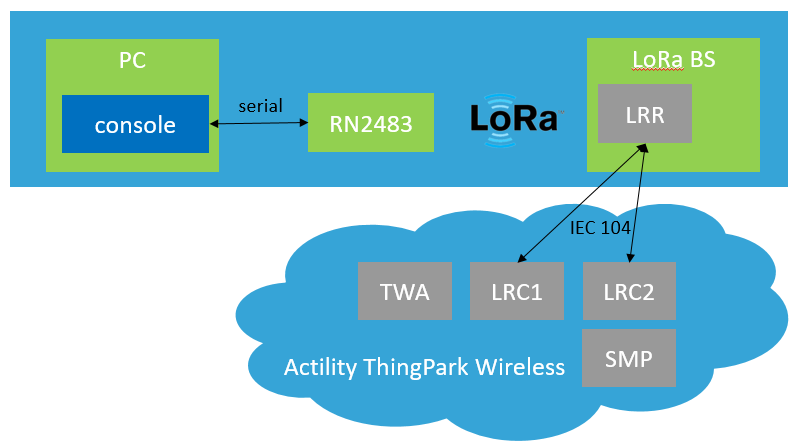 PC
LoRa BS
console
serial
RN2483
LoRa
LRR
IEC 104
TWA
LRC1
LRC2
SMP
Actility ThingPark Wireless